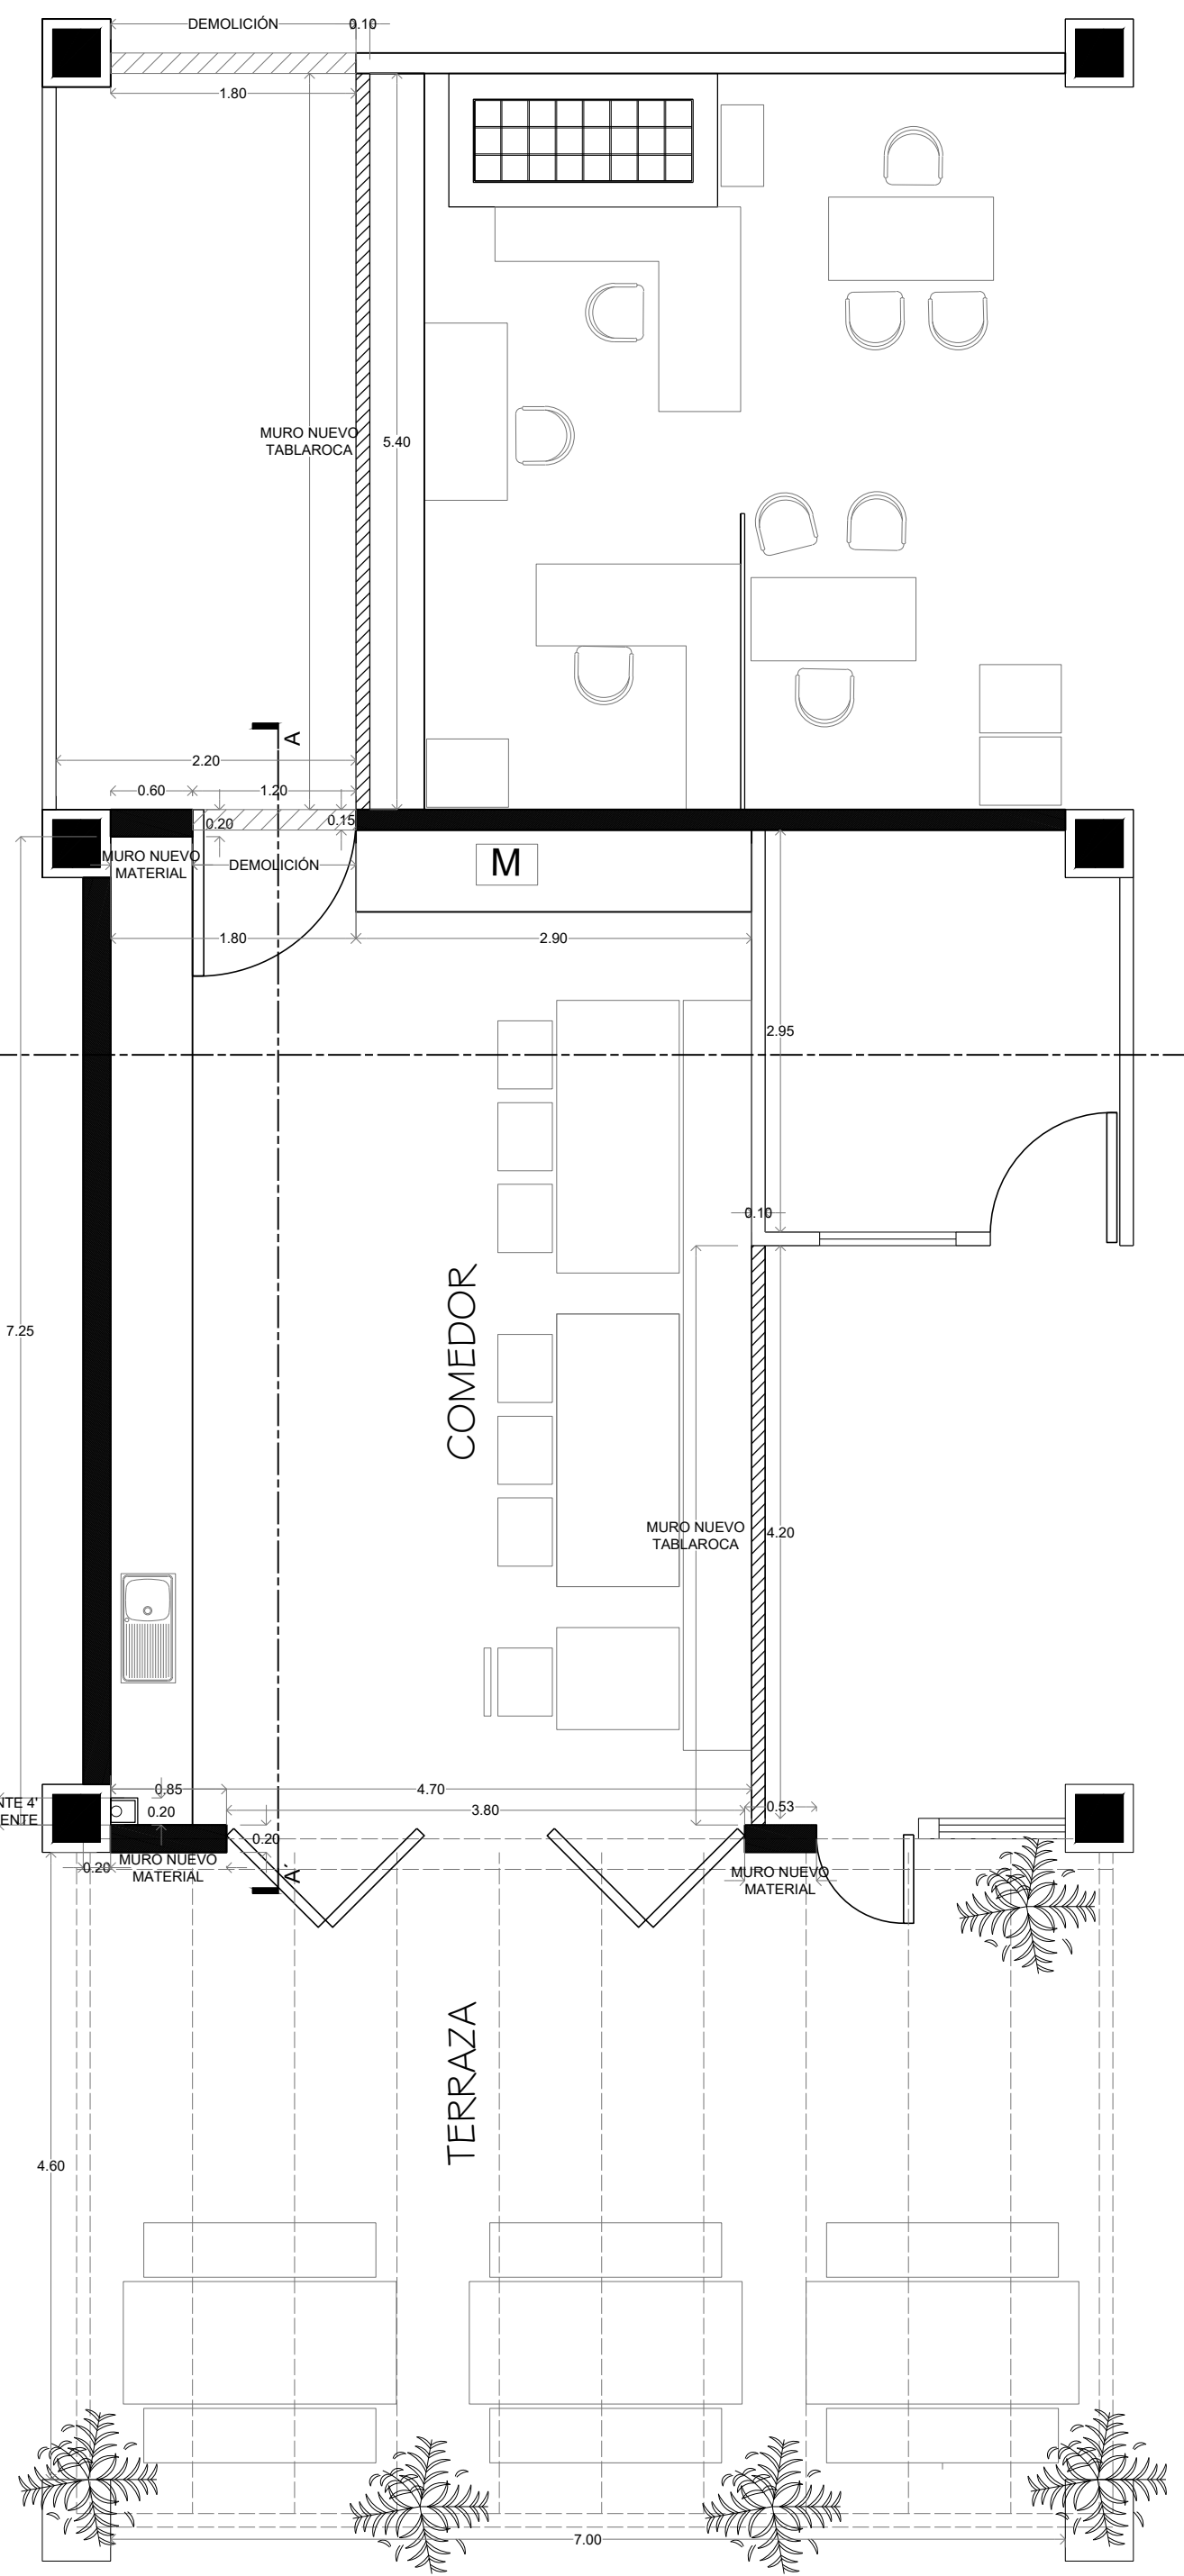 DEMOLICIÓN
0.10
1.80
MURO NUEVO
TABLAROCA
5.40
A
2.20
0.60
1.20
0.20
0.15
MURO NUEVO
MATERIAL
DEMOLICIÓN
M
1.80
2.90
2.95
0.10
COMEDOR
7.25
MURO NUEVO
TABLAROCA
4.20
0.85
4.70
NTE 4'
ENTE
0.20
3.80
0.53
0.20
0.20
MURO NUEVO
MATERIAL
A'
MURO NUEVO
MATERIAL
TERRAZA
4.60
7.00